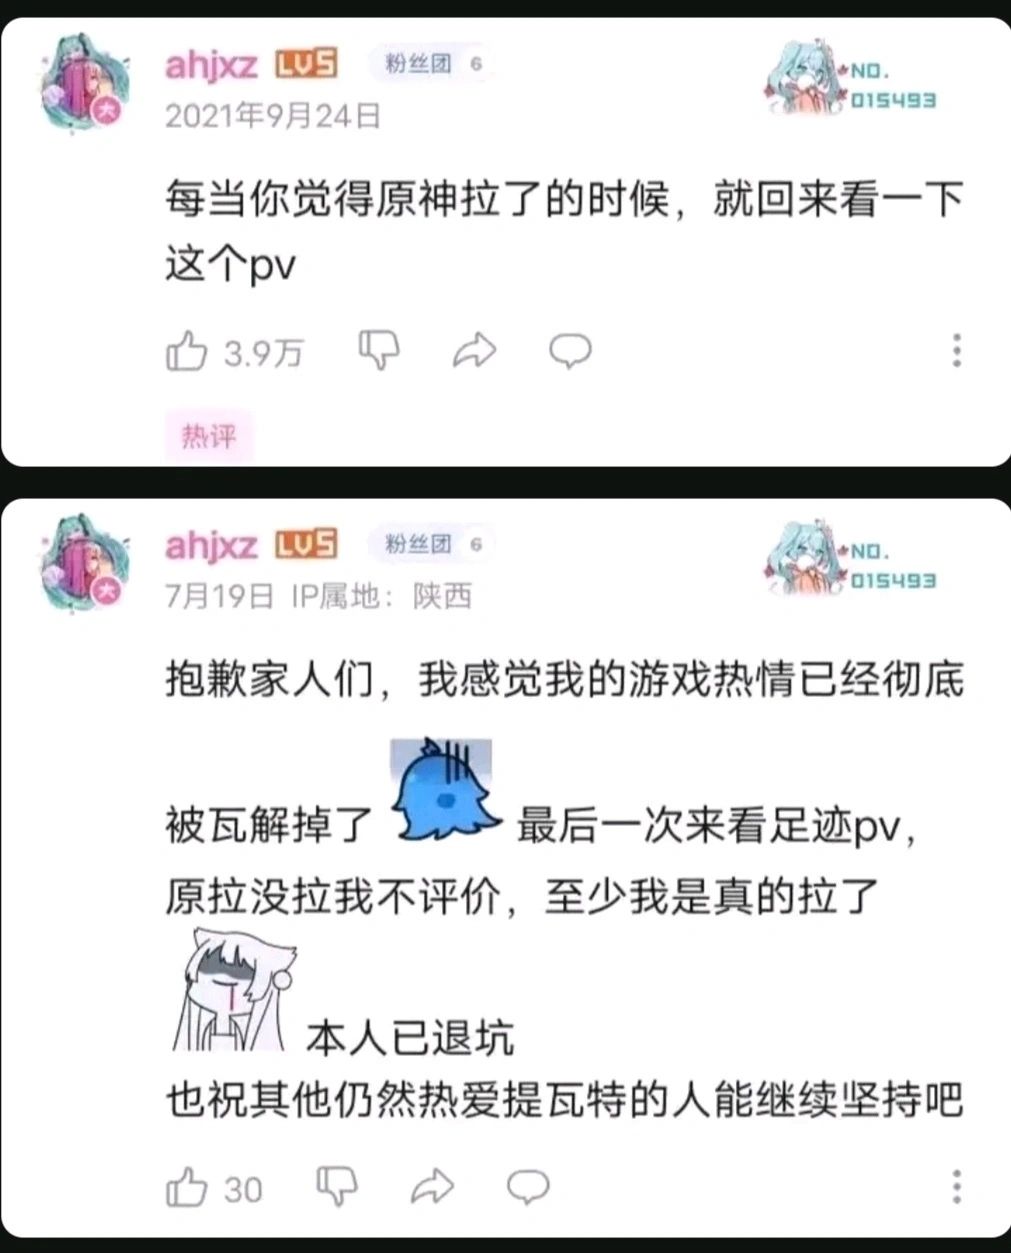 ahjxz LV5 粉丝团 6
NO.
015493
2021年9月24日
每当你觉得原神拉了的时候，就回来看一下
这个pv
3.9万
热评
ahjxz LV5 粉丝团 6
NO.
015493
7月19日 IP属地：陕西
抱歉家人们，我感觉我的游戏热情已经彻底
被瓦解掉了 最后一次来看足迹pv，
原拉没拉我不评价，至少我是真的拉了
本人已退坑
也祝其他仍然热爱提瓦特的人能继续坚持吧
30